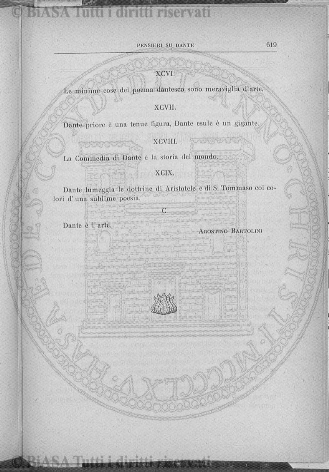 © BIASA Tutti i diritti riservati
PENSIERI SU DANTE 619
XCVI
Le minime cose del poema dantesco sono meraviglia d'arte.
XCVII.
Dante priore è una tenue figura, Dante esule è un gigante.
XCVIII.
La Commedia di Dante è la storia del mondo.
XCIX.
Dante lumeggia le dottrine di Aristotele e di S. Tommaso coi co-
lori d'una sublime poesia.
C
Dante è l'arte.
AGOSTINO BARTOLINI
© BIASA Tutti i diritti riservati